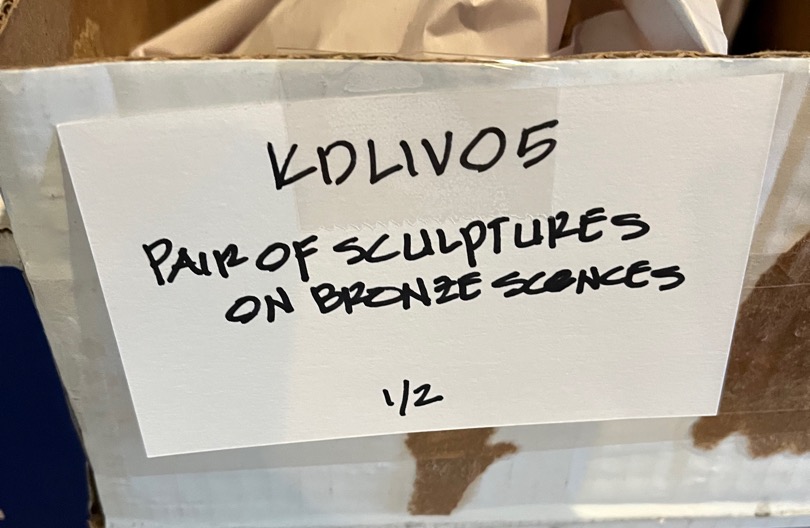 KDLIV05
PAIR OF SCULPTURES
ON BRONZE SCONCES
1/2